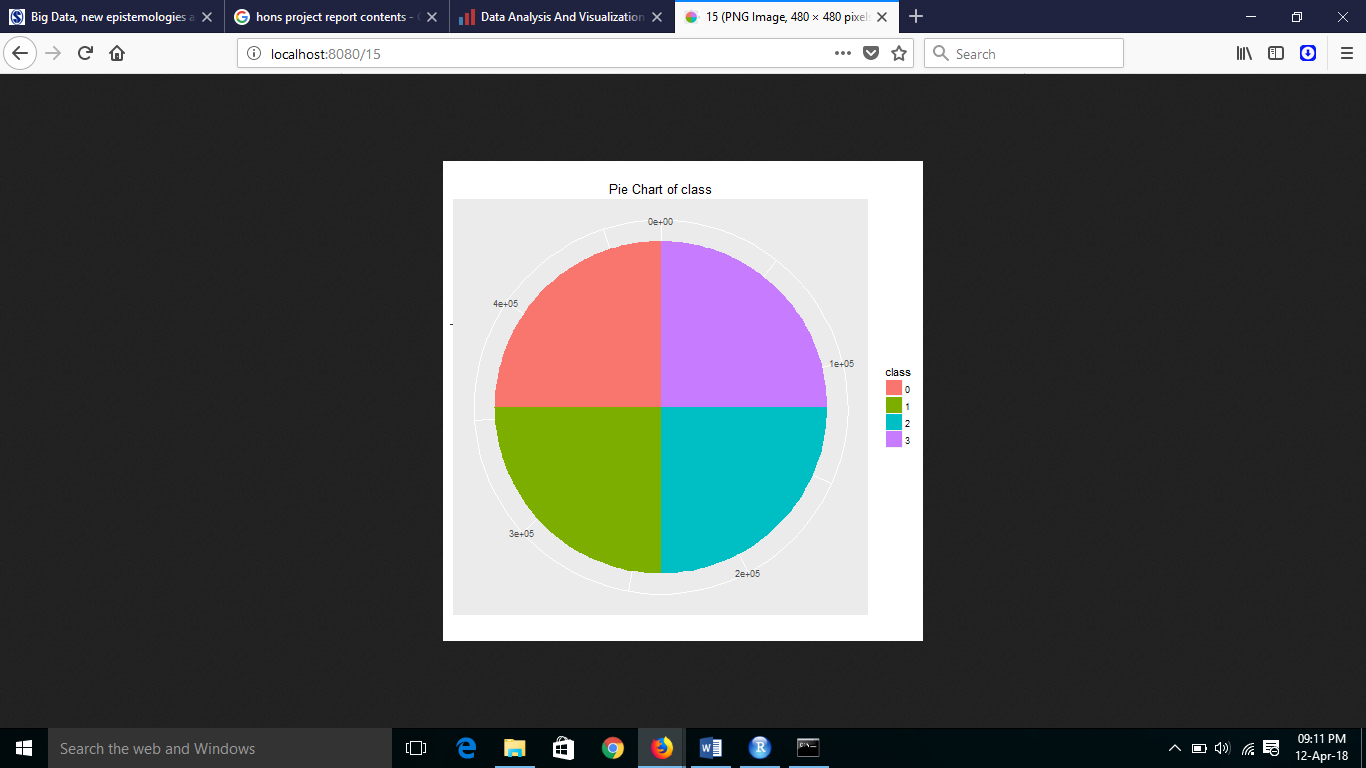 Big Data, new epistemologies a
hons project report contents -
Data Analysis And Visualization
15 (PNG Image, 480 × 480 pixels
localhost:8080/15
Search
Pie Chart of class
0e+00
4e+05
1e+05
class
0
1
2
3
3e+05
2e+05
Search the web and Windows
09:11 PM
12-Apr-18